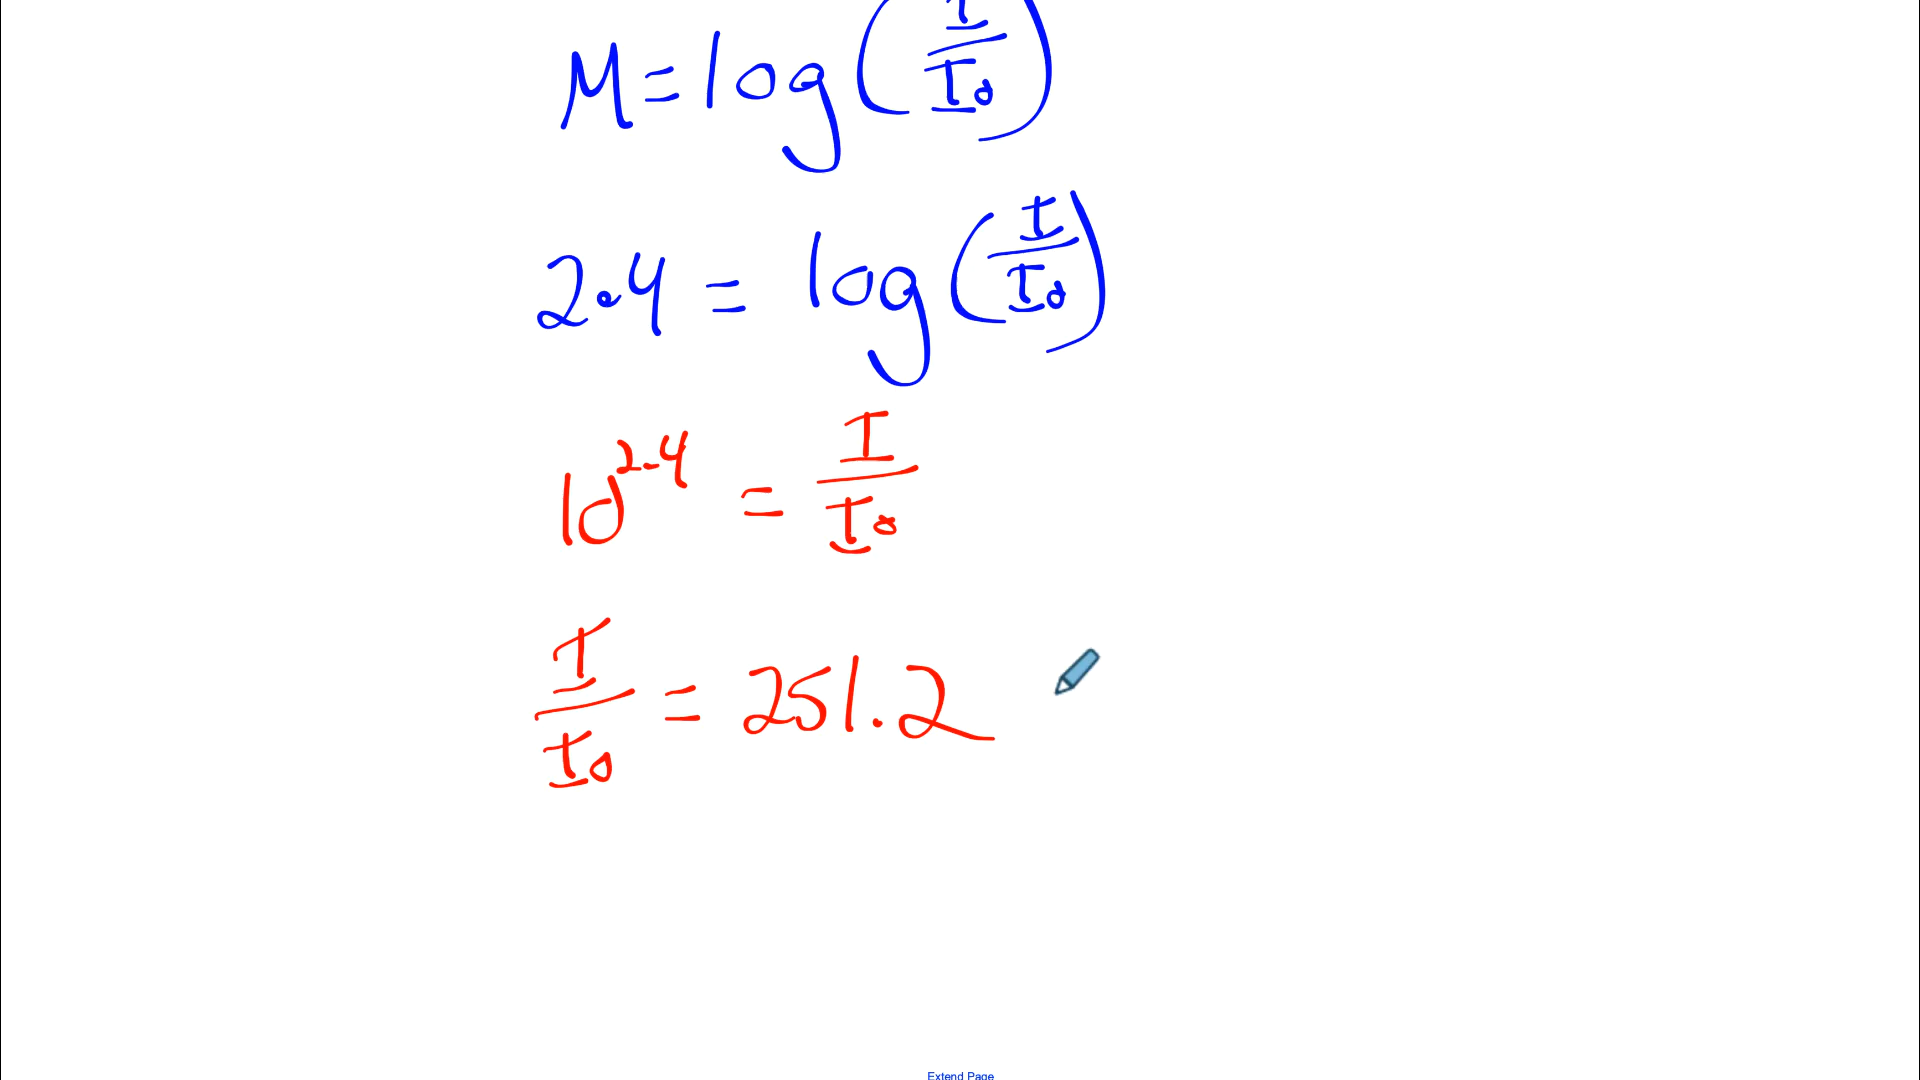 M = log(I/I₀)
2.4 = log(I/I₀)
10^2.4 = I/I₀
I/I₀ = 251.2
Extend Page